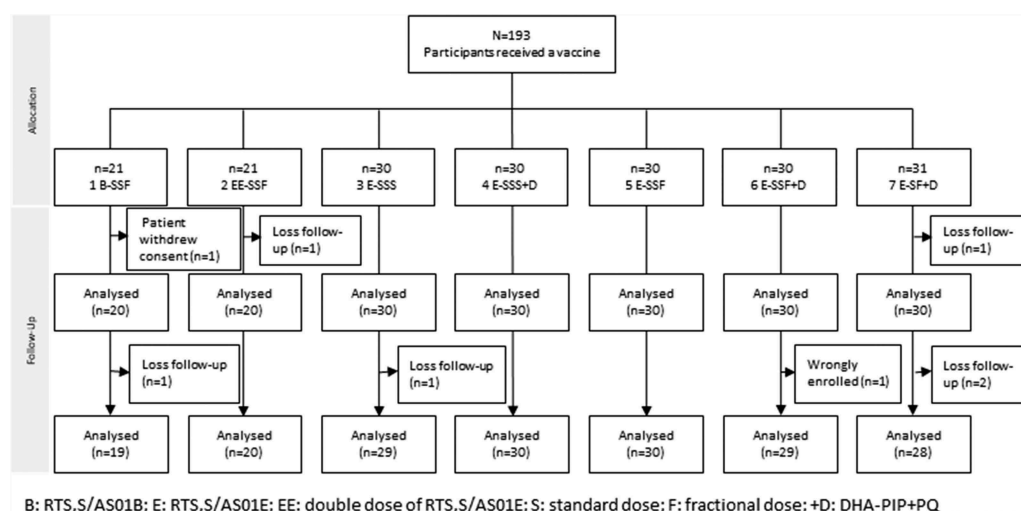 N=193
Participants received a vaccine
Allocation
n=21
1 B-SSF
n=21
2 EE-SSF
n=30
3 E-SSS
n=30
4 E-SSS+D
n=30
5 E-SSF
n=30
6 E-SSF+D
n=31
7 E-SF+D
Follow-Up
Patient
withdrew
consent (n=1)
Loss follow-
up (n=1)
Loss follow-
up (n=1)
Analysed
(n=20)
Analysed
(n=20)
Analysed
(n=30)
Analysed
(n=30)
Analysed
(n=30)
Analysed
(n=30)
Analysed
(n=30)
Loss follow-up
(n=1)
Loss follow-up
(n=1)
Wrongly
enrolled (n=1)
Loss follow-
up (n=2)
Analysed
(n=19)
Analysed
(n=20)
Analysed
(n=29)
Analysed
(n=30)
Analysed
(n=30)
Analysed
(n=29)
Analysed
(n=28)
B: RTS,S/AS01B; E: RTS,S/AS01E; EE: double dose of RTS,S/AS01E; S: standard dose; F: fractional dose; +D: DHA-PIP+PQ